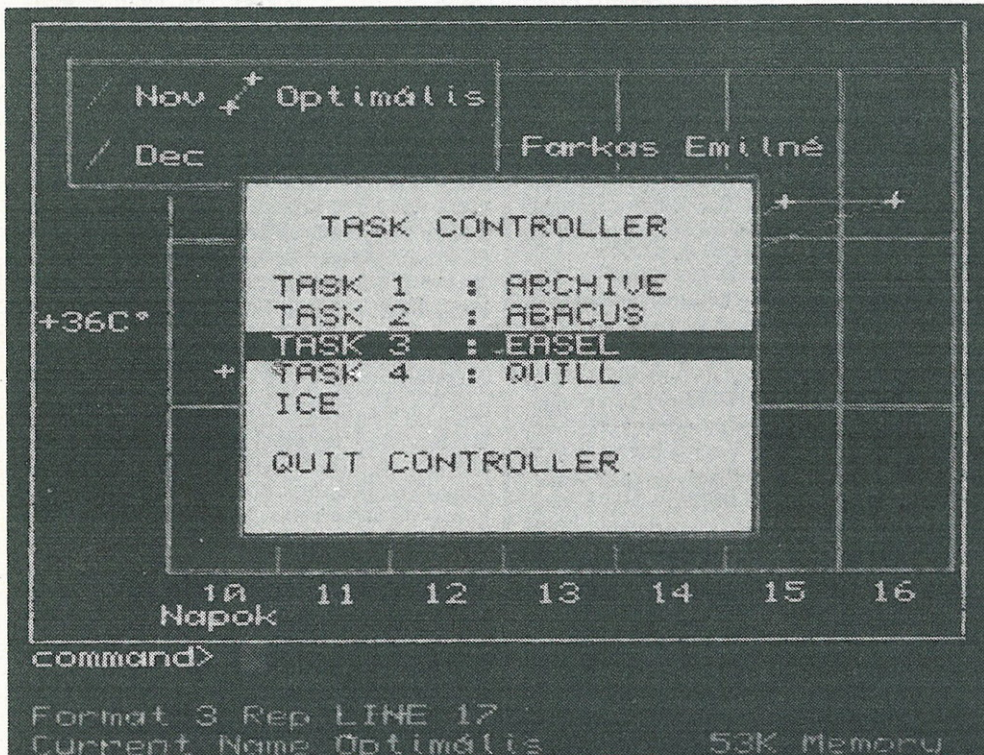 Nov Optimális
Dec
Farkas Emilné
TASK CONTROLLER
TASK 1 : ARCHIVE
TASK 2 : ABACUS
TASK 3 : EASEL
TASK 4 : QUILL
ICE
QUIT CONTROLLER
+36C°
10 11 12 13 14 15 16
Napok
command>
Format 3 Rep LINE 17
Current Name Optimális 53K Memory